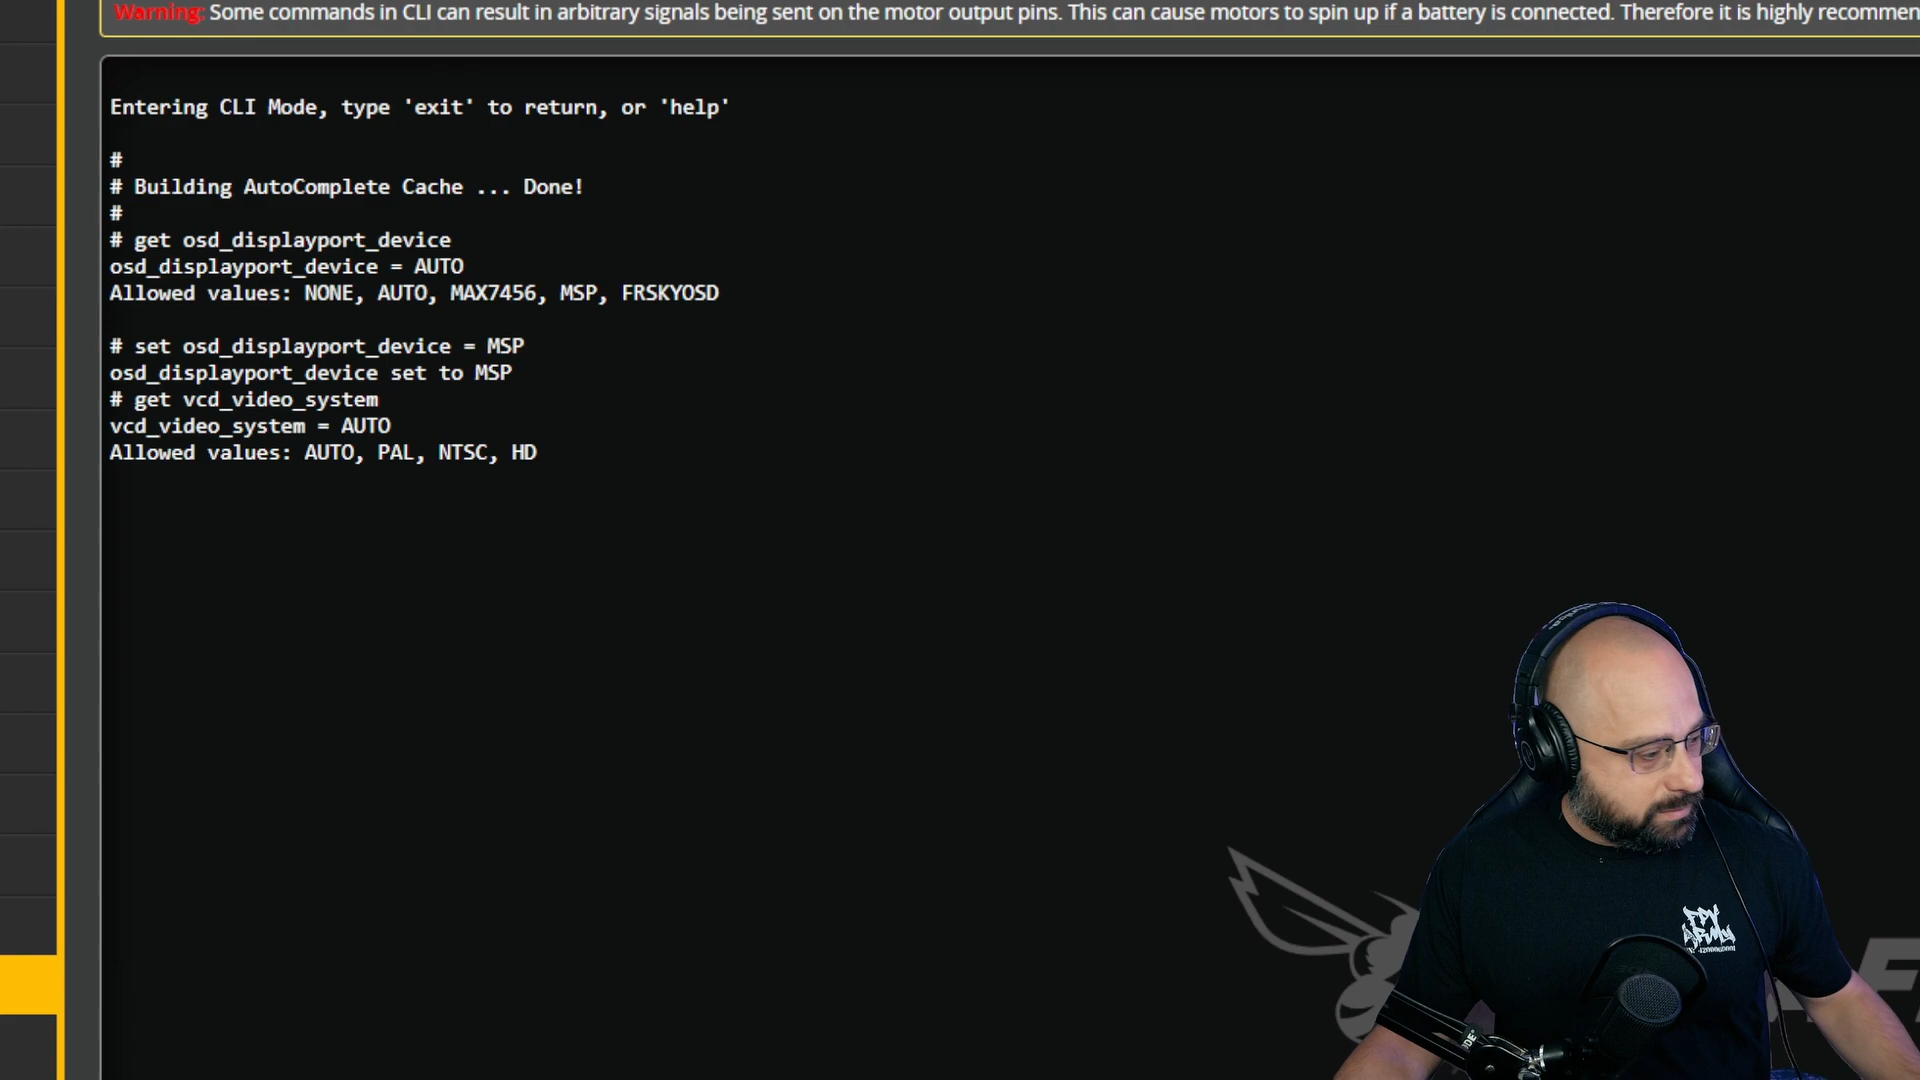 Warning: Some commands in CLI can result in arbitrary signals being sent on the motor output pins. This can cause motors to spin up if a battery is connected. Therefore it is highly
Entering CLI Mode, type 'exit' to return, or 'help'
#
# Building AutoComplete Cache ... Done!
#
# get osd_displayport_device
osd_displayport_device = AUTO
Allowed values: NONE, AUTO, MAX7456, MSP, FRSKYOSD
# set osd_displayport_device = MSP
osd_displayport_device set to MSP
# get vcd_video_system
vcd_video_system = AUTO
Allowed values: AUTO, PAL, NTSC, HD
FPV
ARMY